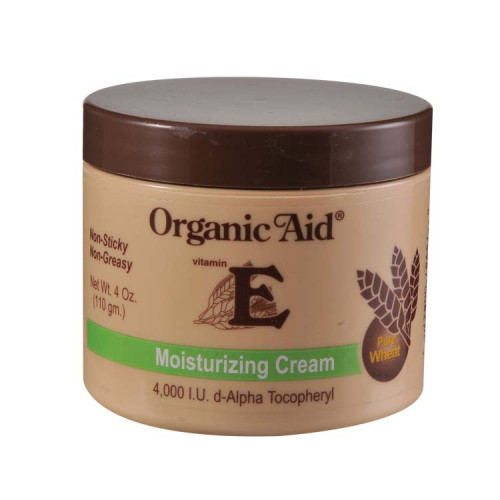 Organic Aid®
vitamin
E
Non-Sticky
Non-Greasy
Net Wt. 4 Oz.
(110 gm.)
Pure
Wheat
Moisturizing Cream
4,000 I.U. d-Alpha Tocopheryl